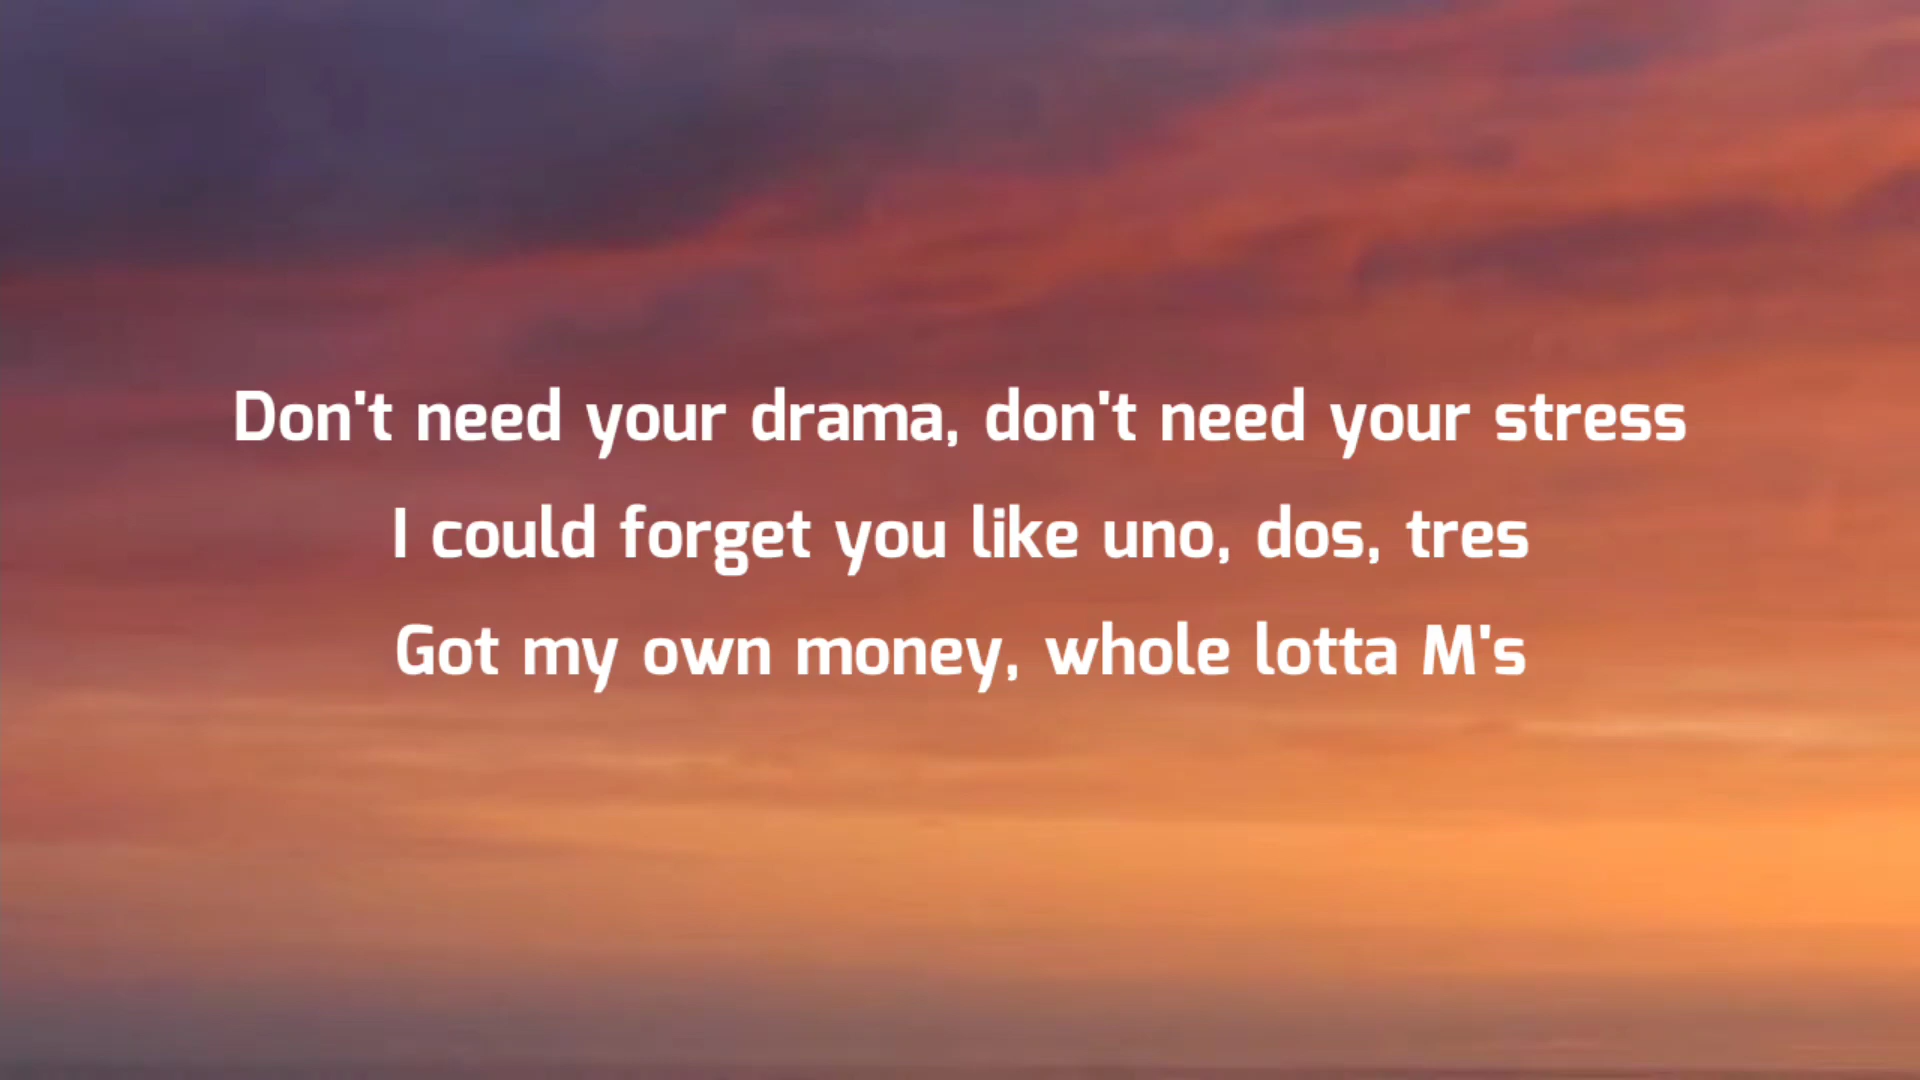 Don't need your drama, don't need your stress
I could forget you like uno, dos, tres
Got my own money, whole lotta M's